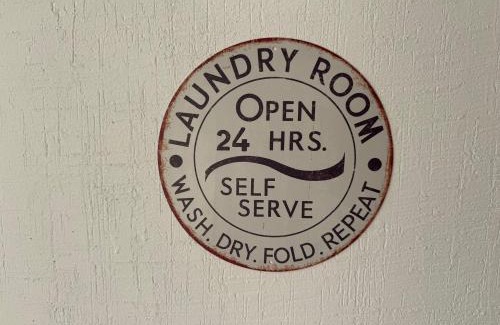 LAUNDRY ROOM
OPEN
24 HRS.
SELF
SERVE
WASH. DRY. FOLD. REPEAT